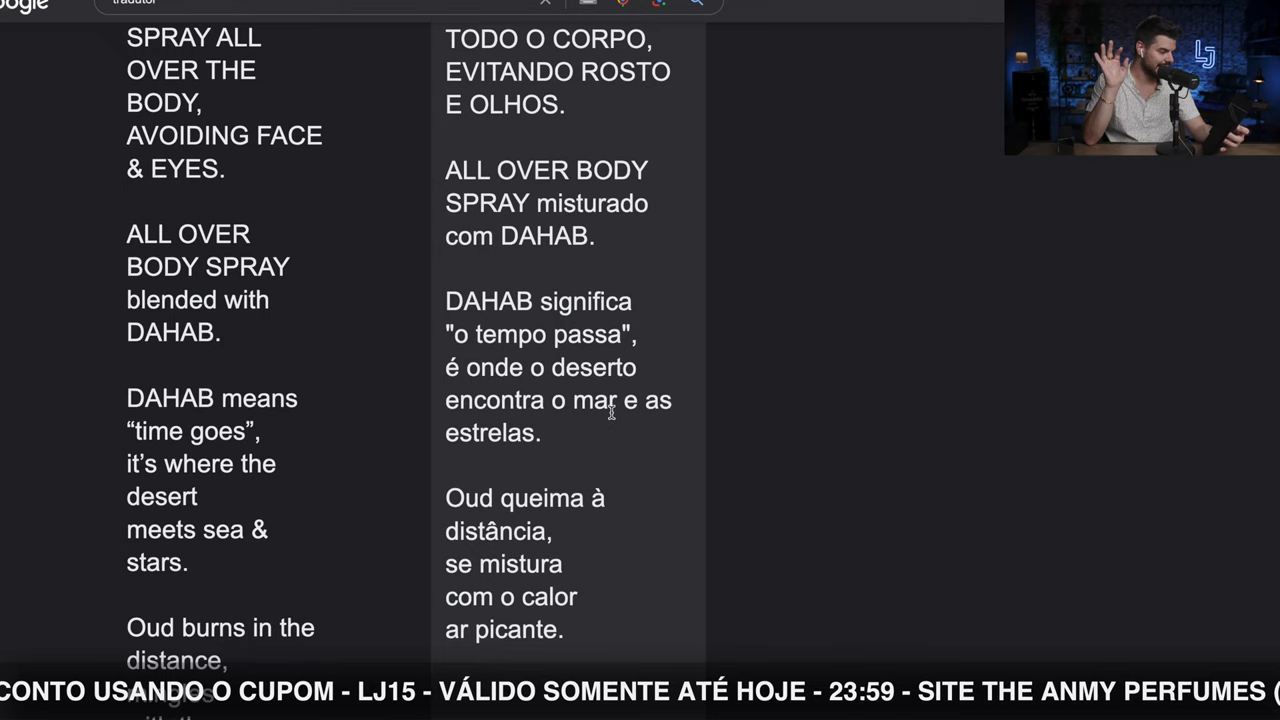 tradutor
SPRAY ALL
OVER THE
BODY,
AVOIDING FACE
& EYES.
ALL OVER
BODY SPRAY
blended with
DAHAB.
DAHAB means
“time goes”,
it’s where the
desert
meets sea &
stars.
Oud burns in the
distance,
TODO O CORPO,
EVITANDO ROSTO
E OLHOS.
ALL OVER BODY
SPRAY misturado
com DAHAB.
DAHAB significa
"o tempo passa",
é onde o deserto
encontra o mar e as
estrelas.
Oud queima à
distância,
se mistura
com o calor
ar picante.
LJ
CONTO USANDO O CUPOM - LJ15 - VÁLIDO SOMENTE ATÉ HOJE - 23:59 - SITE THE ANMY PERFUMES (